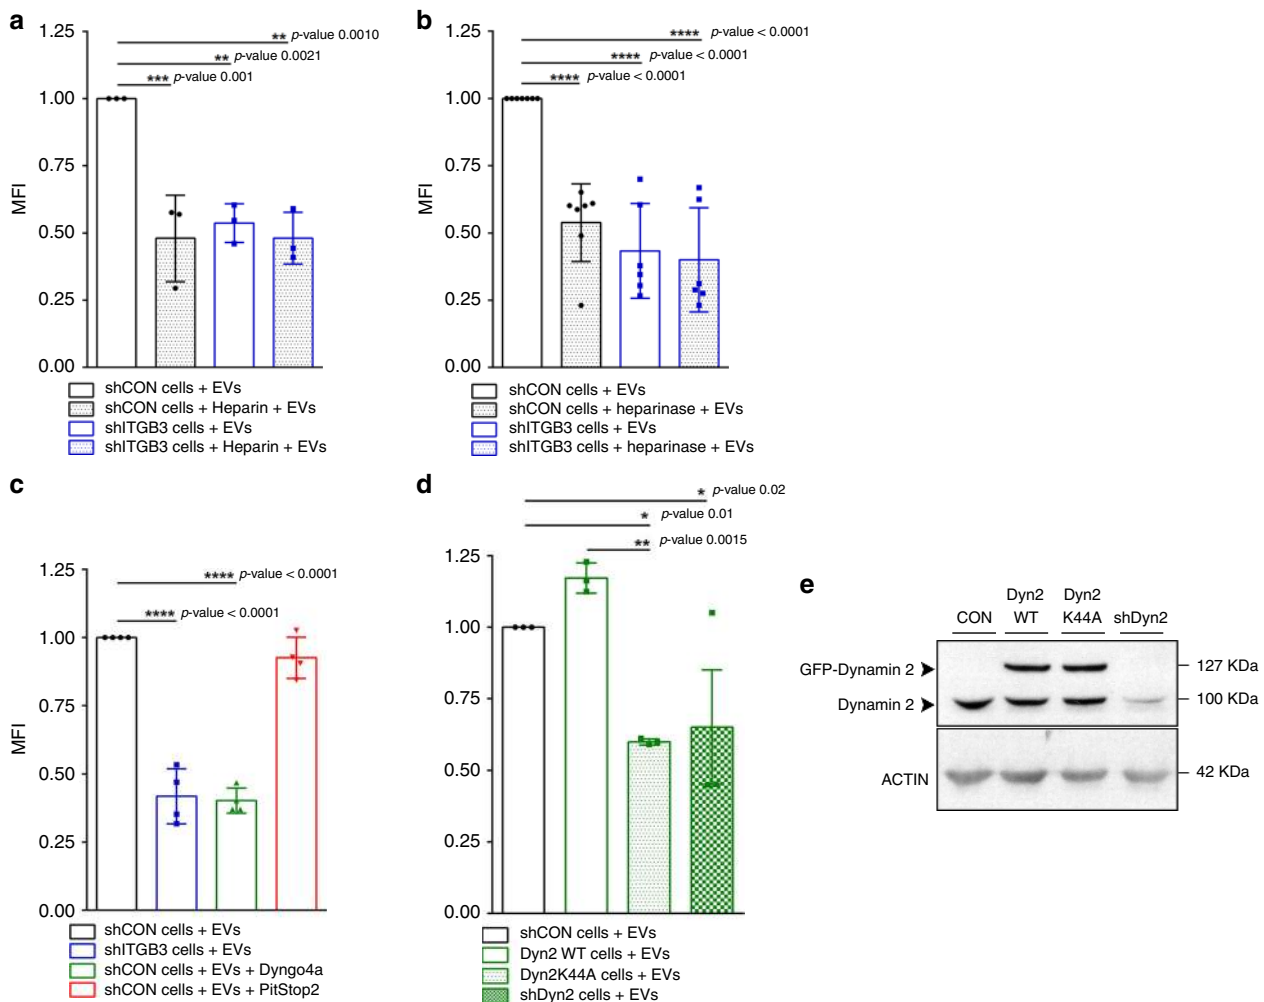 a
1.25
** p-value 0.0010
** p-value 0.0021
*** p-value 0.001
1.00
0.75
MFI
0.50
0.25
0.00
shCON cells + EVs
shCON cells + Heparin + EVs
shITGB3 cells + EVs
shITGB3 cells + Heparin + EVs
b
1.25
**** p-value < 0.0001
**** p-value < 0.0001
**** p-value < 0.0001
1.00
0.75
MFI
0.50
0.25
0.00
shCON cells + EVs
shCON cells + heparinase + EVs
shITGB3 cells + EVs
shITGB3 cells + heparinase + EVs
c
1.25
**** p-value < 0.0001
**** p-value < 0.0001
1.00
0.75
MFI
0.50
0.25
0.00
shCON cells + EVs
shITGB3 cells + EVs
shCON cells + EVs + Dyngo4a
shCON cells + EVs + PitStop2
d
* p-value 0.02
* p-value 0.01
** p-value 0.0015
1.25
1.00
0.75
0.50
0.25
0.00
shCON cells + EVs
Dyn2 WT cells + EVs
Dyn2K44A cells + EVs
shDyn2 cells + EVs
e
Dyn2 Dyn2
CON WT K44A shDyn2
GFP-Dynamin 2 127 KDa
Dynamin 2 100 KDa
ACTIN 42 KDa